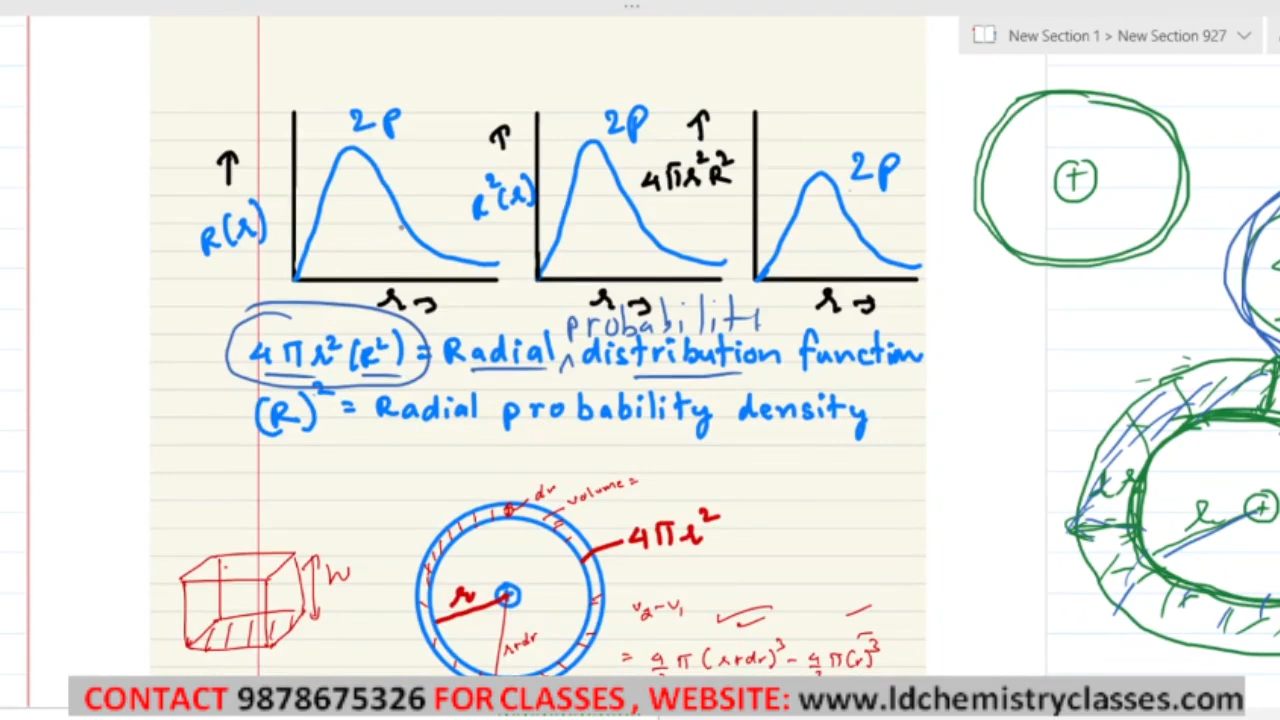 New Section 1 > New Section 927
2p
2p
4πr²R²
2p
R(r)
R²(r)
r →
r →
r →
probability
4πr²(R²) = Radial ^ distribution function
(R)² = Radial probability density
dr
volume =
4πr²
h
r
r+dr
v₂-v₁
= 4/3 π (r+dr)³ - 4/3 π(r)³
+
+
dr
r
+
CONTACT 9878675326 FOR CLASSES , WEBSITE: www.ldchemistryclasses.com